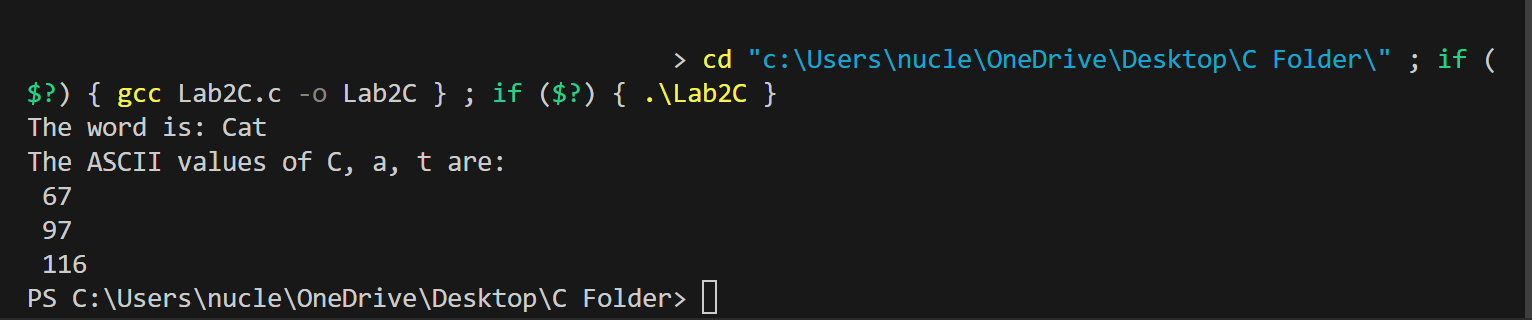 > cd "c:\Users\nucle\OneDrive\Desktop\C Folder\" ; if (
$?) { gcc Lab2C.c -o Lab2C } ; if ($?) { .\Lab2C }
The word is: Cat
The ASCII values of C, a, t are:
67
97
116
PS C:\Users\nucle\OneDrive\Desktop\C Folder>